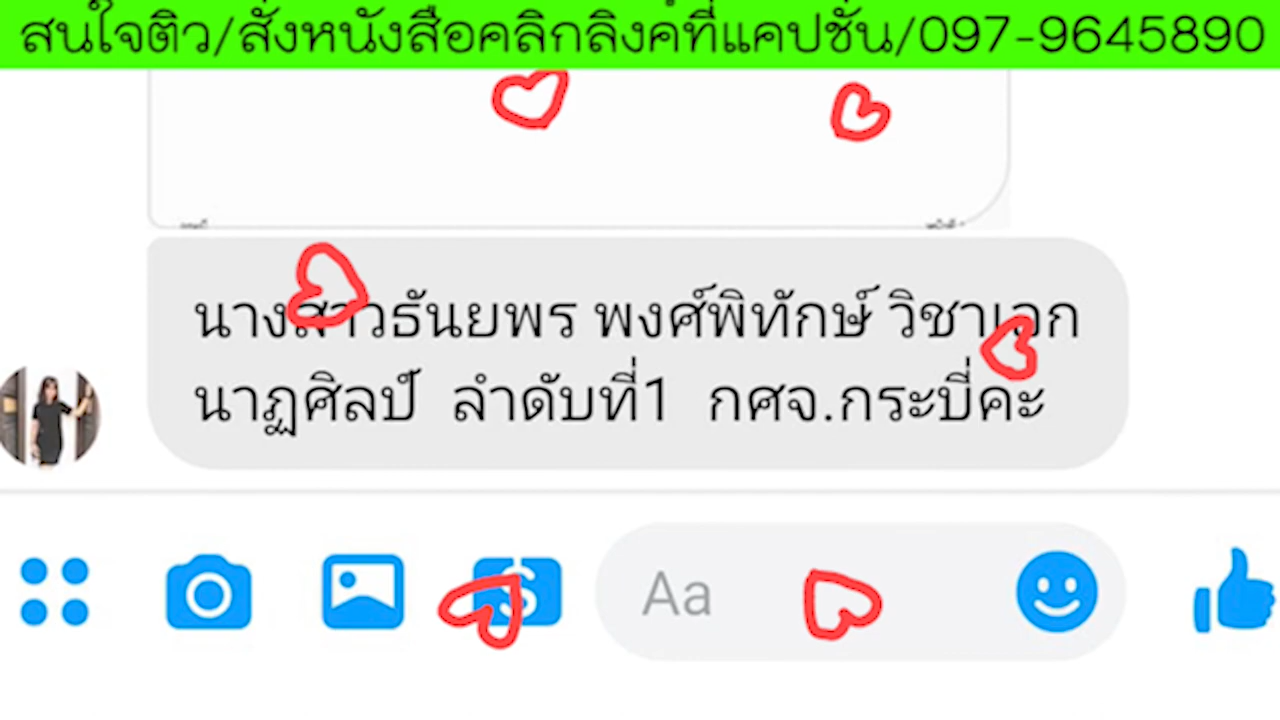 สนใจติว/สั่งหนังสือคลิกลิงค์ที่แคปชั่น/097-9645890
นางสาวธันยพร พงศ์พิทักษ์ วิชาเอก
นาฏศิลป์ ลำดับที่1 กศจ.กระบี่คะ
Aa